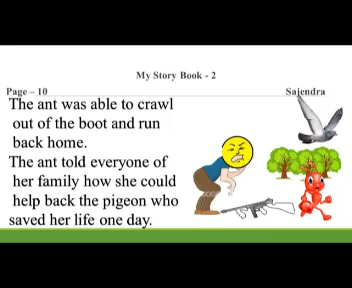 My Story Book - 2
Page – 10 Sajendra
The ant was able to crawl
out of the boot and run
back home.
The ant told everyone of
her family how she could
help back the pigeon who
saved her life one day.